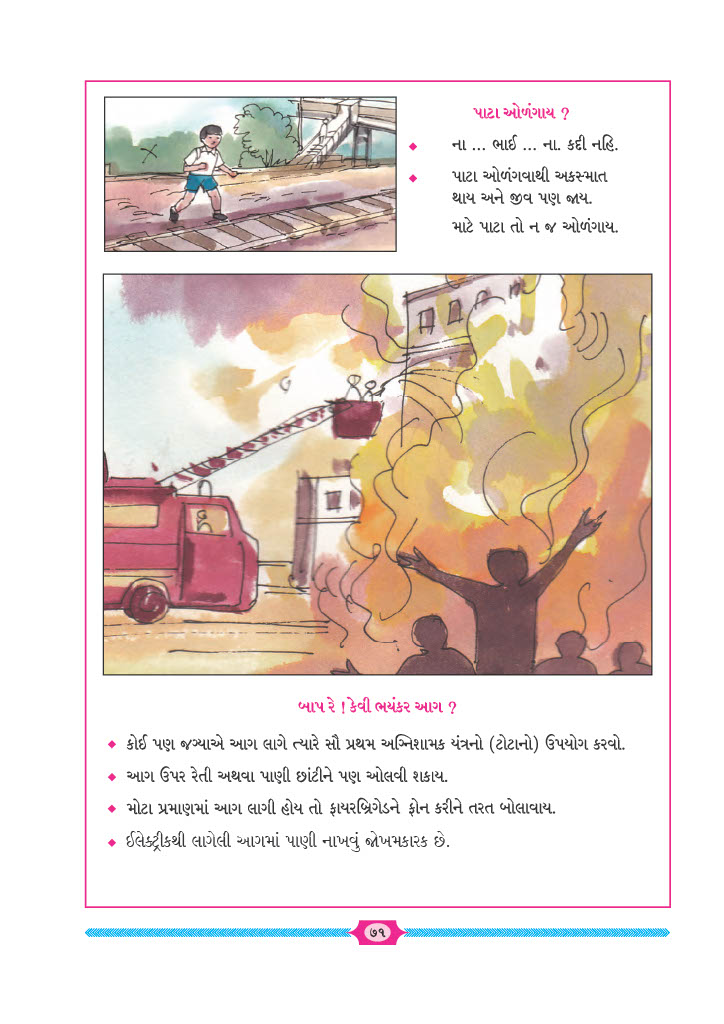 પાટા ઓળંગાય ?
◆ ના ... ભાઈ ... ના. કદી નહિ.
◆ પાટા ઓળંગવાથી અકસ્માત
થાય અને જીવ પણ જાય.
માટે પાટા તો ન જ ઓળંગાય.
બાપ રે ! કેવી ભયંકર આગ ?
◆ કોઈ પણ જગ્યાએ આગ લાગે ત્યારે સૌ પ્રથમ અગ્નિશામક યંત્રનો (ટોટાનો) ઉપયોગ કરવો.
◆ આગ ઉપર રેતી અથવા પાણી છાંટીને પણ ઓલવી શકાય.
◆ મોટા પ્રમાણમાં આગ લાગી હોય તો ફાયરબ્રિગેડને ફોન કરીને તરત બોલાવાય.
◆ ઈલેક્ટ્રીકથી લાગેલી આગમાં પાણી નાખવું જોખમકારક છે.
૭૧